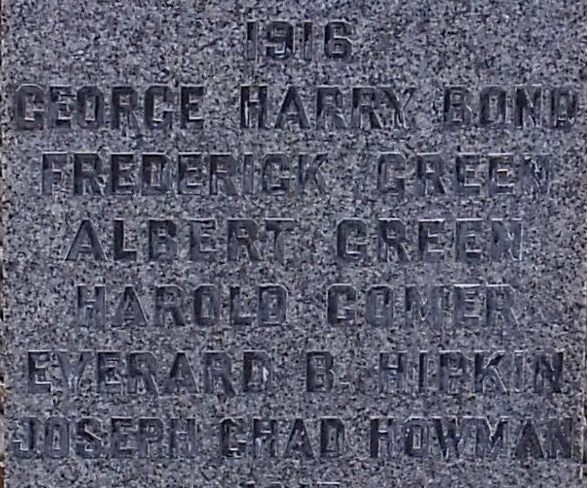 1916
GEORGE HARRY BOND
FREDERICK GREEN
ALBERT GREEN
HAROLD GOMER
EVERARD B. HIPKIN
JOSEPH CHAD HOWMAN